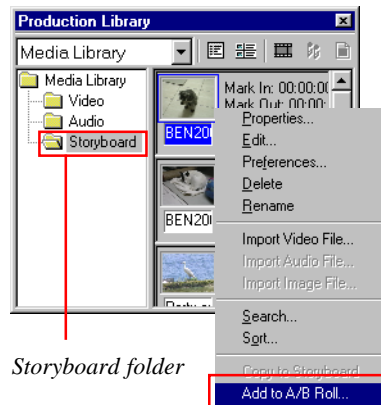 Production Library
Media Library
Media Library
Video
Audio
Storyboard
Mark In: 00:00:00
Mark Out: 00:00:
BEN20
BEN20
Properties...
Edit...
Preferences...
Delete
Rename
Import Video File...
Import Audio File...
Import Image File...
Search...
Sort...
Copy to Storyboard
Add to A/B Roll...
Storyboard folder